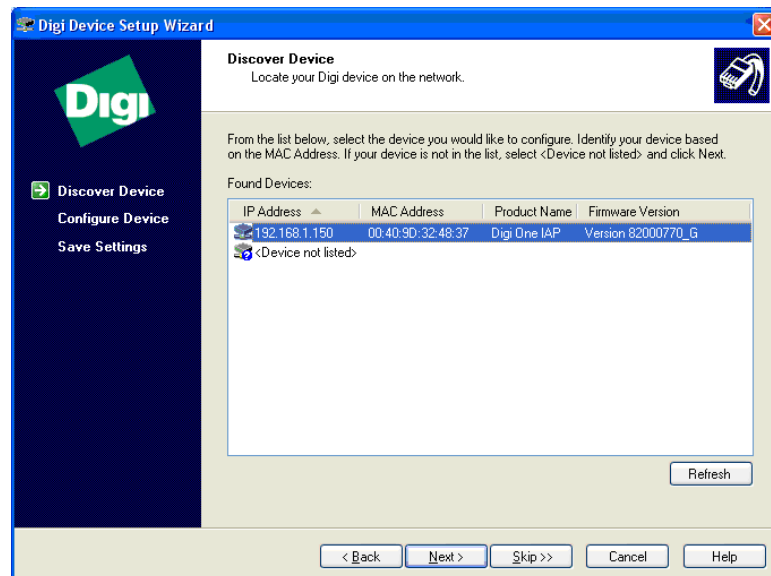 Digi Device Setup Wizard
Digi
Discover Device
Configure Device
Save Settings
Discover Device
Locate your Digi device on the network.
From the list below, select the device you would like to configure. Identify your device based
on the MAC Address. If your device is not in the list, select <Device not listed> and click Next.
Found Devices:
IP Address MAC Address Product Name Firmware Version
192.168.1.150 00:40:9D:32:48:37 Digi One IAP Version 82000770_G
<Device not listed>
Refresh
< Back Next > Skip >> Cancel Help